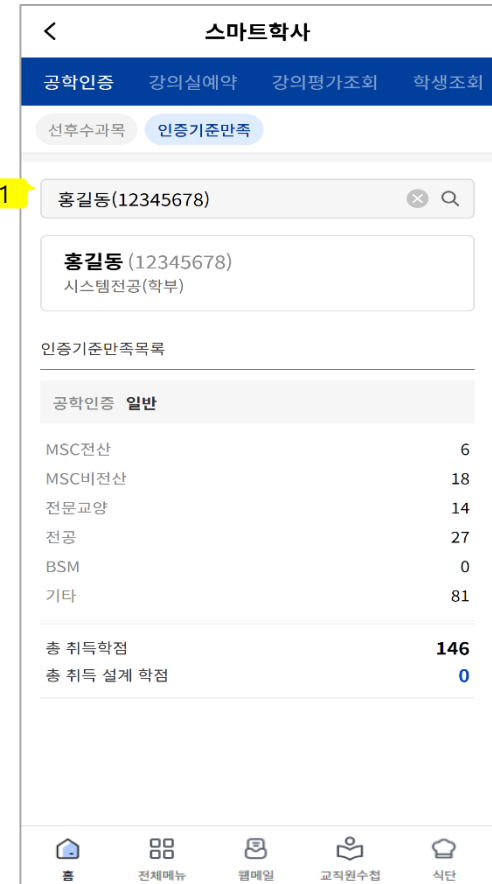 스마트학사
공학인증 강의실예약 강의평가조회 학생조회
선후수과목 인증기준만족
1
홍길동(12345678)
홍길동 (12345678)
시스템전공(학부)
인증기준만족목록
공학인증 일반
MSC전산 6
MSC비전산 18
전문교양 14
전공 27
BSM 0
기타 81
총 취득학점 146
총 취득 설계 학점 0
홈 전체메뉴 웹메일 교직원수첩 식단